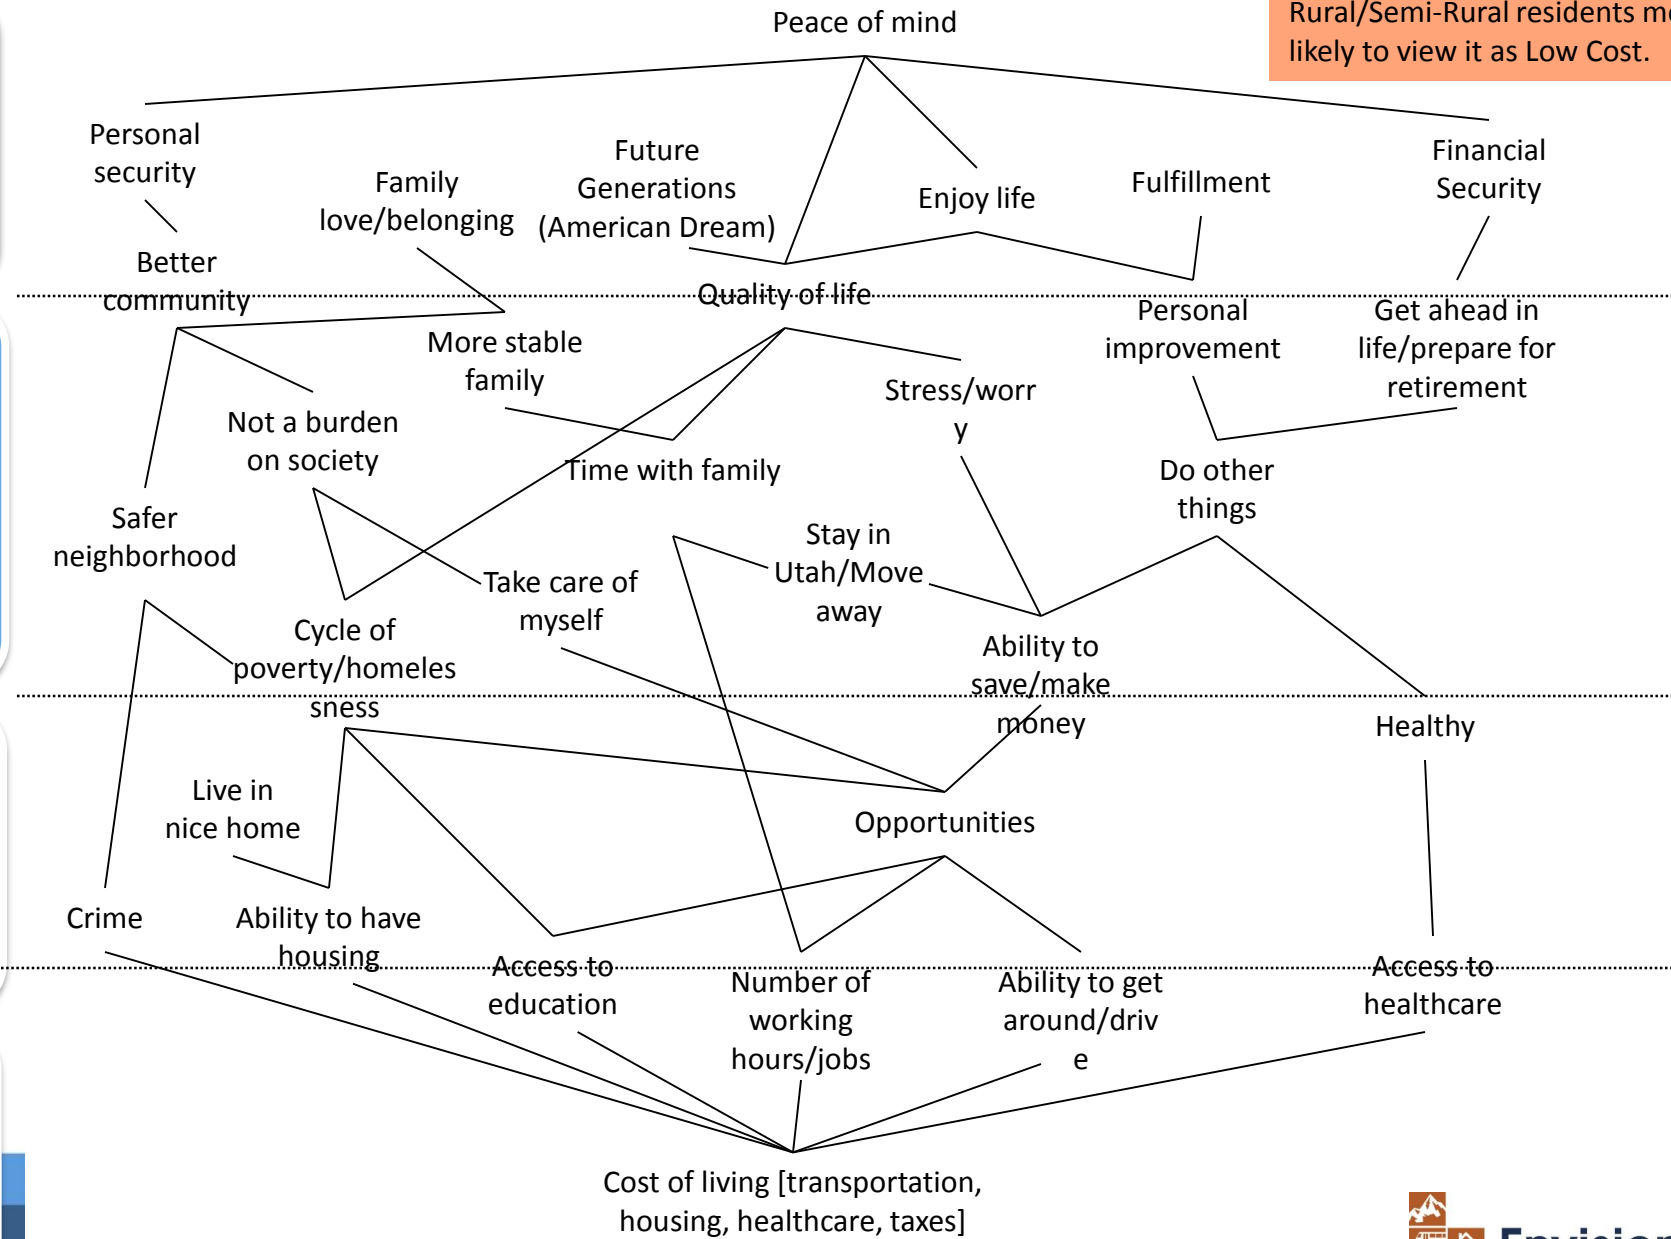 Peace of mind
Rural/Semi-Rural residents
likely to view it as Low Cost.
Personal
security
Family
love/belonging
Future
Generations
(American Dream)
Enjoy life
Fulfillment
Financial
Security
Better
community
Quality of life
Personal
improvement
Get ahead in
life/prepare for
retirement
More stable
family
Stress/worr
y
Not a burden
on society
Time with family
Do other
things
Safer
neighborhood
Stay in
Utah/Move
away
Take care of
myself
Cycle of
poverty/homeles
sness
Ability to
save/make
money
Healthy
Live in
nice home
Opportunities
Crime
Ability to have
housing
Access to
education
Number of
working
hours/jobs
Ability to get
around/driv
e
Access to
healthcare
Cost of living [transportation,
housing, healthcare, taxes]
Envision